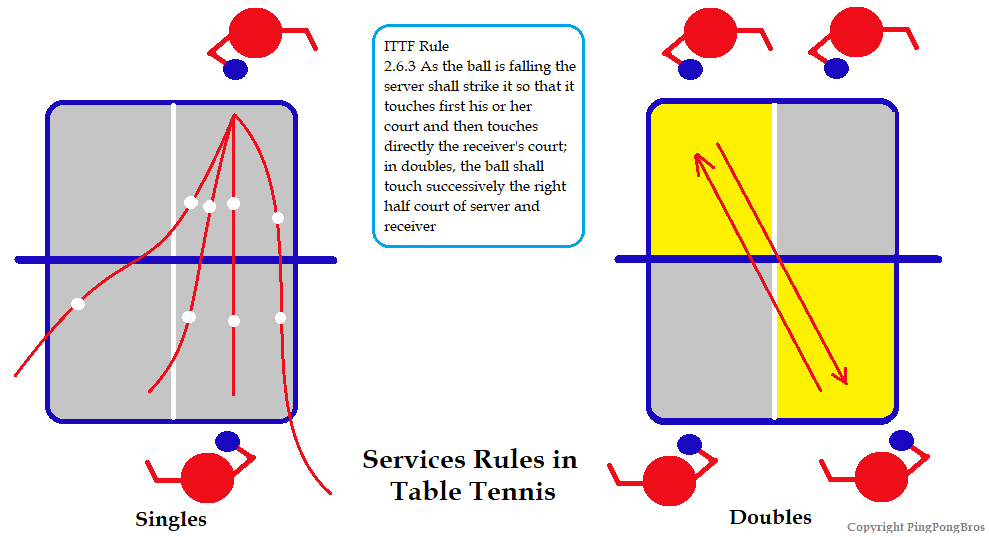 ITTF Rule
2.6.3 As the ball is falling the
server shall strike it so that it
touches first his or her
court and then touches
directly the receiver's court;
in doubles, the ball shall
touch successively the right
half court of server and
receiver
Services Rules in
Table Tennis
Singles
Doubles
Copyright PingPongBros